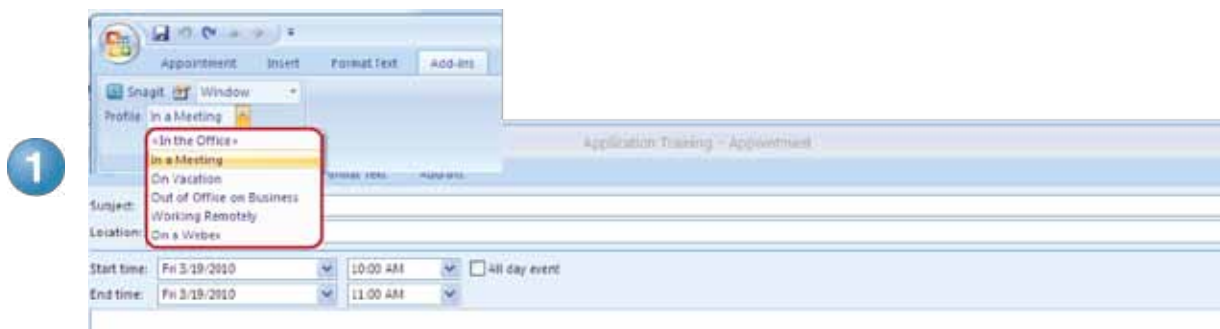 Appointment Insert Format Text Add-Ins
Snagit Window
Profile In a Meeting
Application Training - Appointment
«In the Office»
1
In a Meeting
Format Text Add-Ins
On Vacation
Out of Office on Business
Subject:
Working Remotely
Location:
On a Webex
Start time: Fri 3/19/2010 10:00 AM All day event
End time: Fri 3/19/2010 11:00 AM